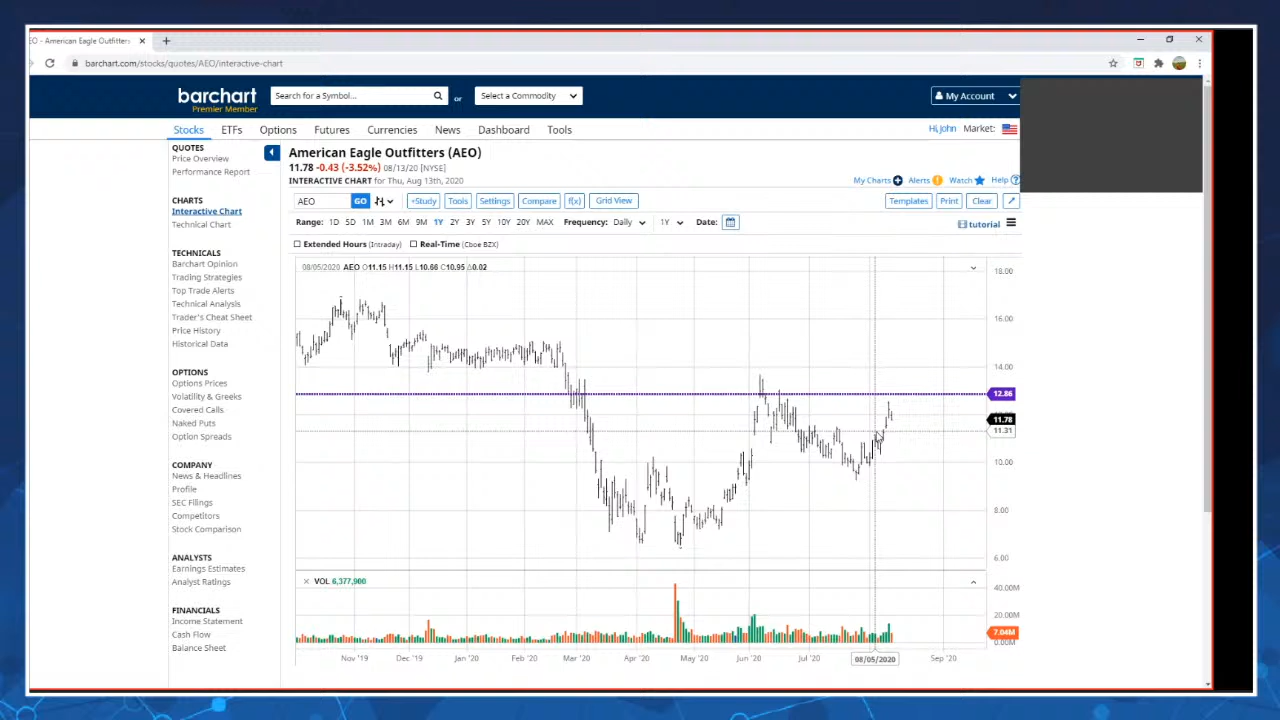 EO - American Eagle Outfitters
barchart.com/stocks/quotes/AEO/interactive-chart
barchart
Premier Member
Search for a Symbol...
or
Select a Commodity
My Account
Stocks ETFs Options Futures Currencies News Dashboard Tools
Hi, John Market:
QUOTES
Price Overview
Performance Report
CHARTS
Interactive Chart
Technical Chart
TECHNICALS
Barchart Opinion
Trading Strategies
Top Trade Alerts
Technical Analysis
Trader's Cheat Sheet
Price History
Historical Data
OPTIONS
Options Prices
Volatility & Greeks
Covered Calls
Naked Puts
Option Spreads
COMPANY
News & Headlines
Profile
SEC Filings
Competitors
Stock Comparison
ANALYSTS
Earnings Estimates
Analyst Ratings
FINANCIALS
Income Statement
Cash Flow
Balance Sheet
American Eagle Outfitters (AEO)
11.78 -0.43 (-3.52%) 08/13/20 [NYSE]
INTERACTIVE CHART for Thu, Aug 13th, 2020
My Charts Alerts Watch Help
AEO GO +Study Tools Settings Compare f(x) Grid View
Templates Print Clear
Range: 1D 5D 1M 3M 6M 9M 1Y 2Y 3Y 5Y 10Y 20Y MAX Frequency: Daily 1Y Date:
tutorial
Extended Hours (Intraday) Real-Time (Cboe BZX)
08/05/2020 AEO O11.15 H11.15 L10.66 C10.95 Δ0.02
18.00
16.00
14.00
12.86
11.78
11.31
10.00
8.00
6.00
VOL 6,377,900
40.00M
20.00M
7.04M
0.00M
Nov '19 Dec '19 Jan '20 Feb '20 Mar '20 Apr '20 May '20 Jun '20 Jul '20 08/05/2020 Sep '20